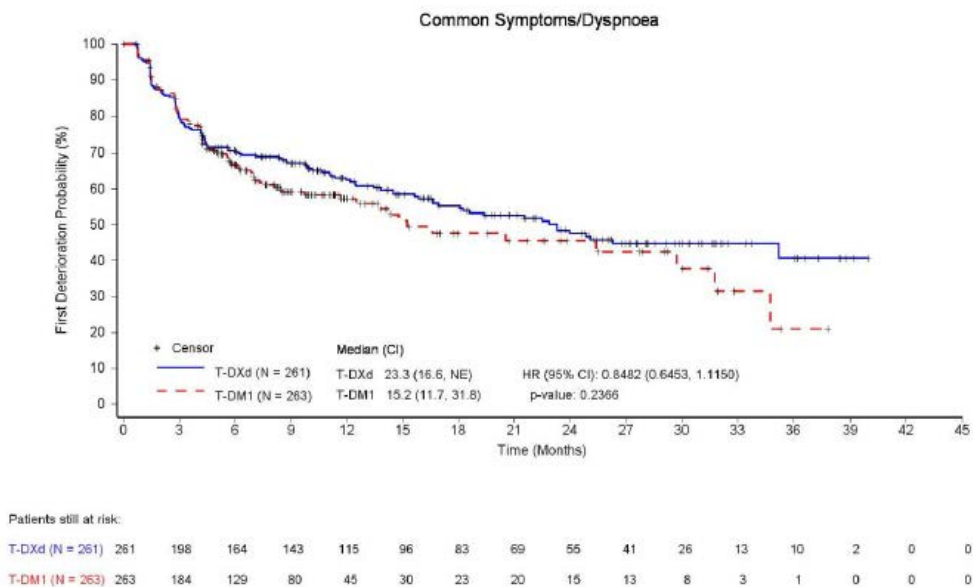 Common Symptoms/Dyspnoea
First Deterioration Probability (%)
100
90
80
70
60
50
40
30
20
10
0
+ Censor Median (CI)
T-DXd (N = 261) T-DXd 23.3 (16.6, NE) HR (95% CI): 0.8482 (0.6453, 1.1150)
T-DM1 (N = 263) T-DM1 15.2 (11.7, 31.8) p-value: 0.2366
0 3 6 9 12 15 18 21 24 27 30 33 36 39 42 45
Time (Months)
Patients still at risk:
T-DXd (N = 261) 261 198 164 143 115 96 83 69 55 41 26 13 10 2 0 0
T-DM1 (N = 263) 263 184 129 80 45 30 23 20 15 13 8 3 1 0 0 0